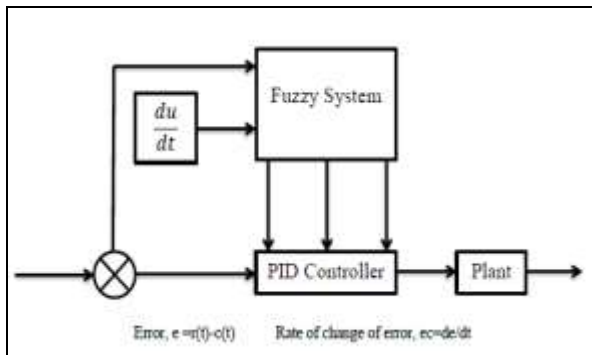 Fuzzy System
du
dt
PID Controller
Plant
Error, e =r(t)-c(t) Rate of change of error, ec=de/dt